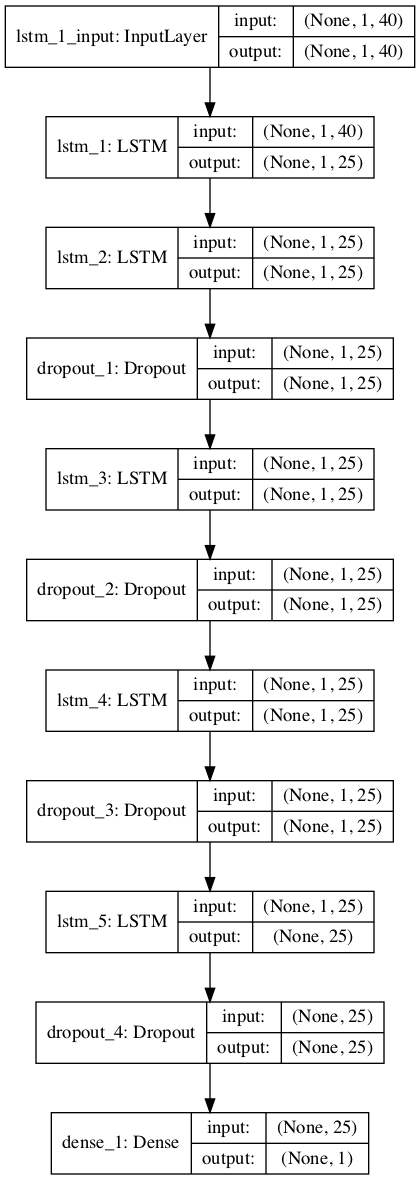 lstm_1_input: InputLayer
input: (None, 1, 40)
output: (None, 1, 40)
lstm_1: LSTM
input: (None, 1, 40)
output: (None, 1, 25)
lstm_2: LSTM
input: (None, 1, 25)
output: (None, 1, 25)
dropout_1: Dropout
input: (None, 1, 25)
output: (None, 1, 25)
lstm_3: LSTM
input: (None, 1, 25)
output: (None, 1, 25)
dropout_2: Dropout
input: (None, 1, 25)
output: (None, 1, 25)
lstm_4: LSTM
input: (None, 1, 25)
output: (None, 1, 25)
dropout_3: Dropout
input: (None, 1, 25)
output: (None, 1, 25)
lstm_5: LSTM
input: (None, 1, 25)
output: (None, 25)
dropout_4: Dropout
input: (None, 25)
output: (None, 25)
dense_1: Dense
input: (None, 25)
output: (None, 1)